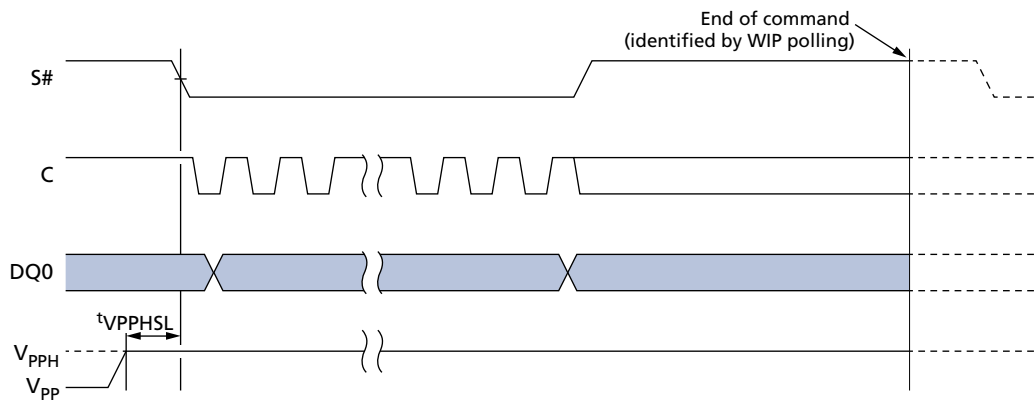 End of command
(identified by WIP polling)
S#
C
DQ0
tVPPHSL
VPPH
VPP